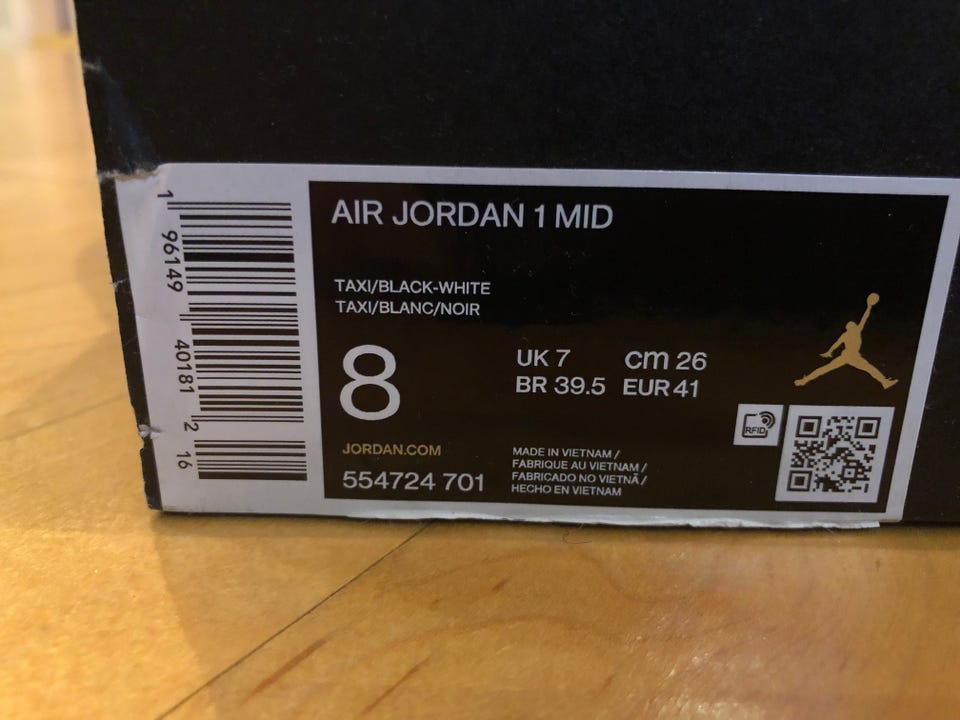 AIR JORDAN 1 MID
TAXI/BLACK-WHITE
TAXI/BLANC/NOIR
8
UK 7 cm 26
BR 39.5 EUR 41
JORDAN.COM
554724 701
MADE IN VIETNAM /
FABRIQUE AU VIETNAM /
FABRICADO NO VIETNÃ /
HECHO EN VIETNAM
RFID
1 96149 40181 2 16